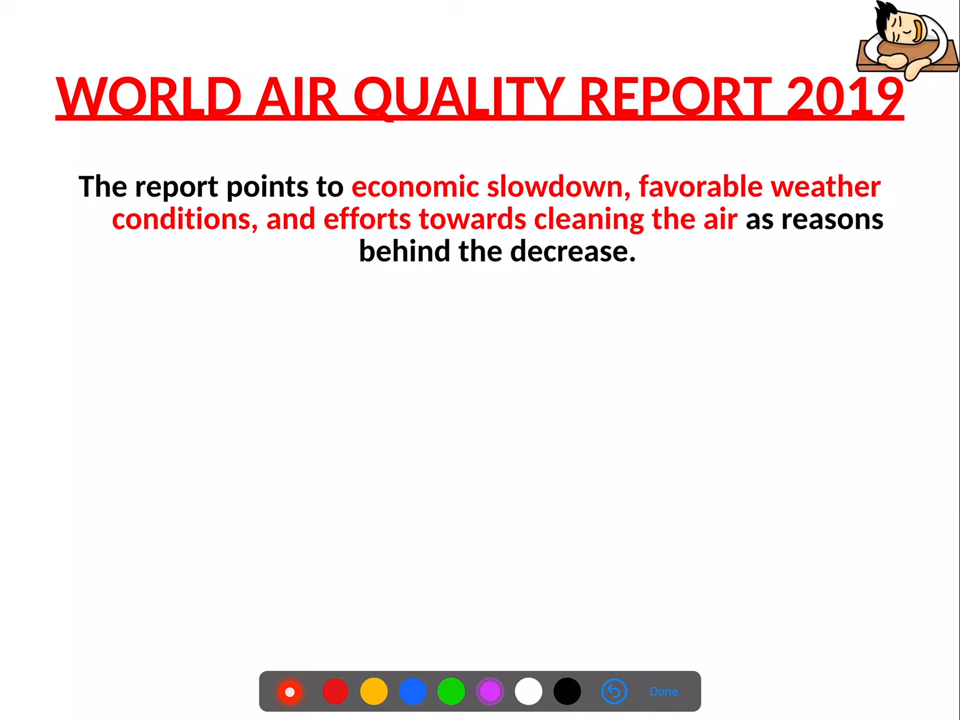 WORLD AIR QUALITY REPORT 2019
The report points to economic slowdown, favorable weather
conditions, and efforts towards cleaning the air as reasons
behind the decrease.
Done